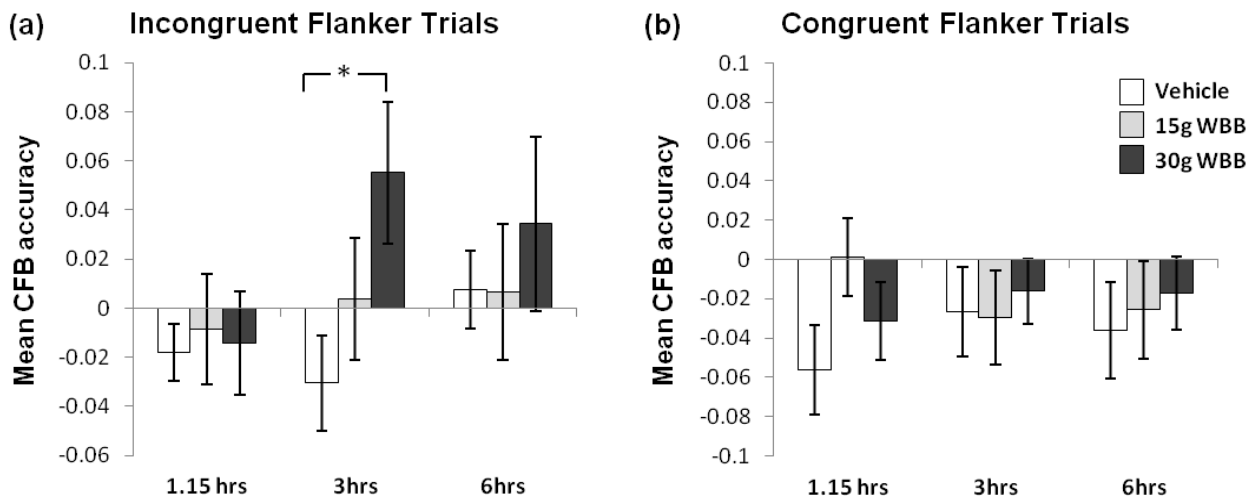 (a) Incongruent Flanker Trials
Mean CFB accuracy
0.1
0.08
0.06
0.04
0.02
0
-0.02
-0.04
-0.06
*
1.15 hrs 3hrs 6hrs
(b) Congruent Flanker Trials
Mean CFB accuracy
0.1
0.08
0.06
0.04
0.02
0
-0.02
-0.04
-0.06
-0.08
-0.1
Vehicle
15g WBB
30g WBB
1.15 hrs 3hrs 6hrs